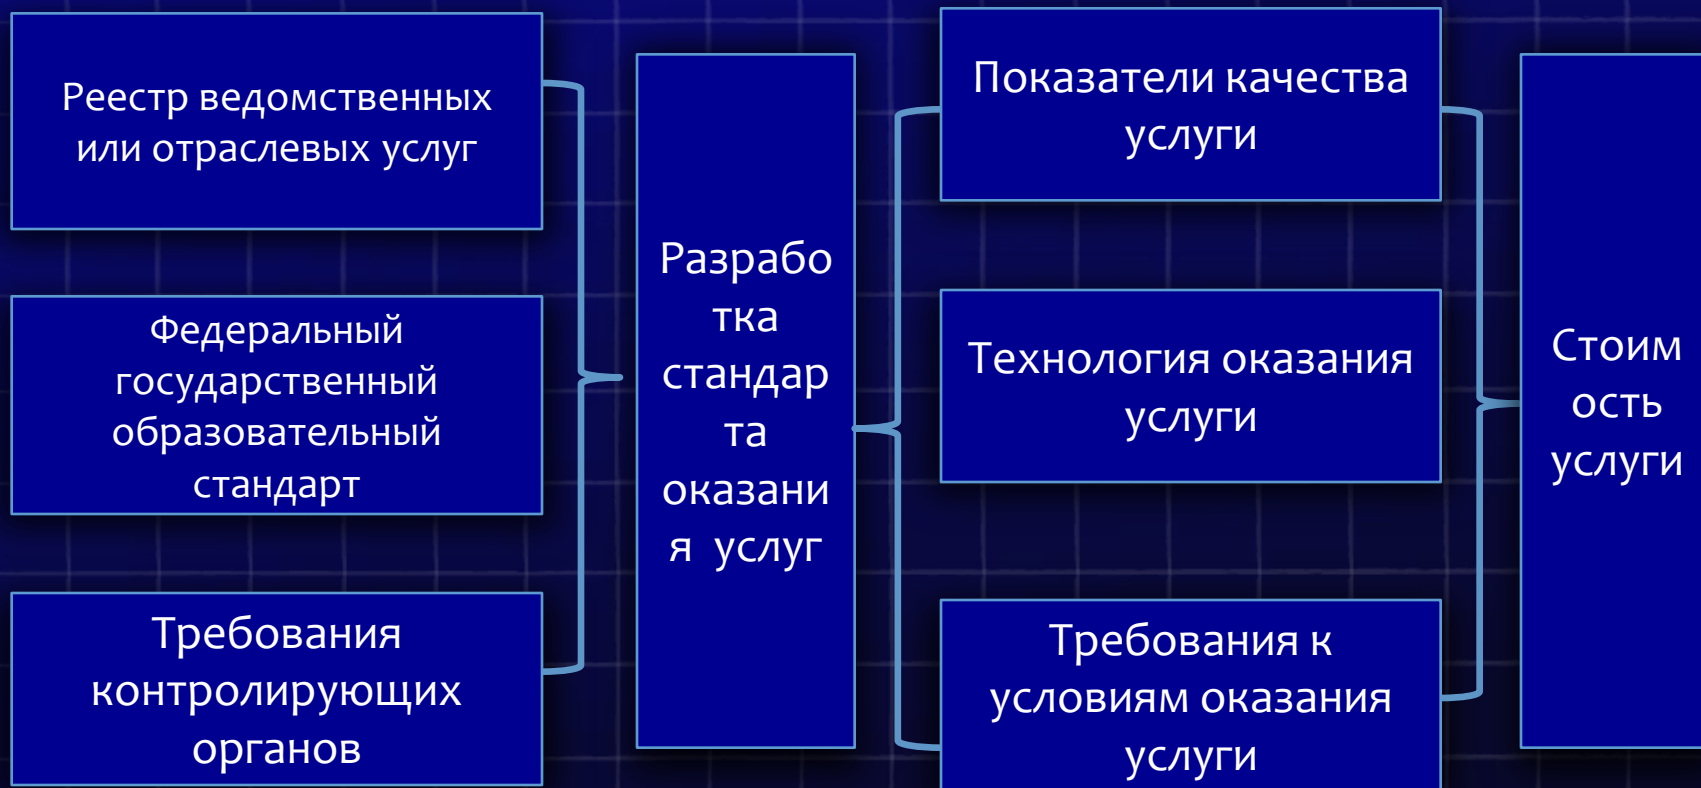 Реестр ведомственных
или отраслевых услуг
Федеральный
государственный
образовательный
стандарт
Требования
контролирующих
органов
Разрабо
тка
стандар
та
оказани
я услуг
Показатели качества
услуги
Технология оказания
услуги
Требования к
условиям оказания
услуги
Стоим
ость
услуги